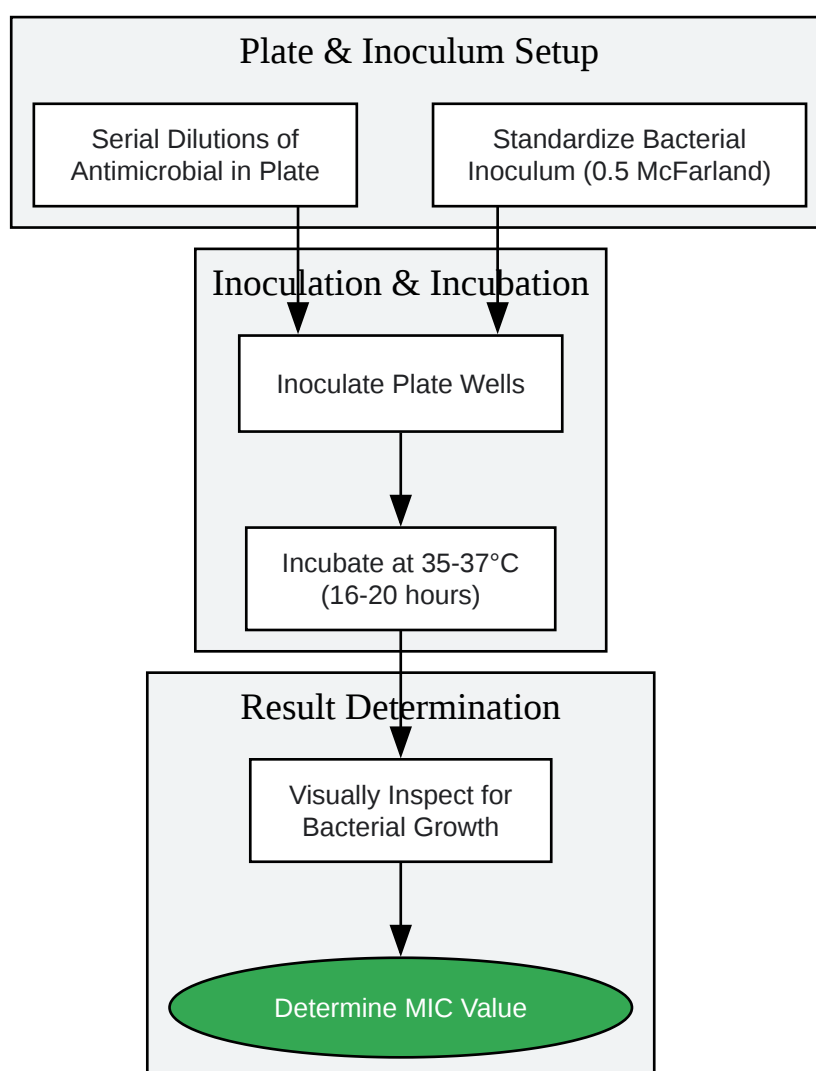 Plate & Inoculum Setup
Serial Dilutions of
Antimicrobial in Plate
Standardize Bacterial
Inoculum (0.5 McFarland)
Inoculation & Incubation
Inoculate Plate Wells
Incubate at 35-37°C
(16-20 hours)
Result Determination
Visually Inspect for
Bacterial Growth
Determine MIC Value